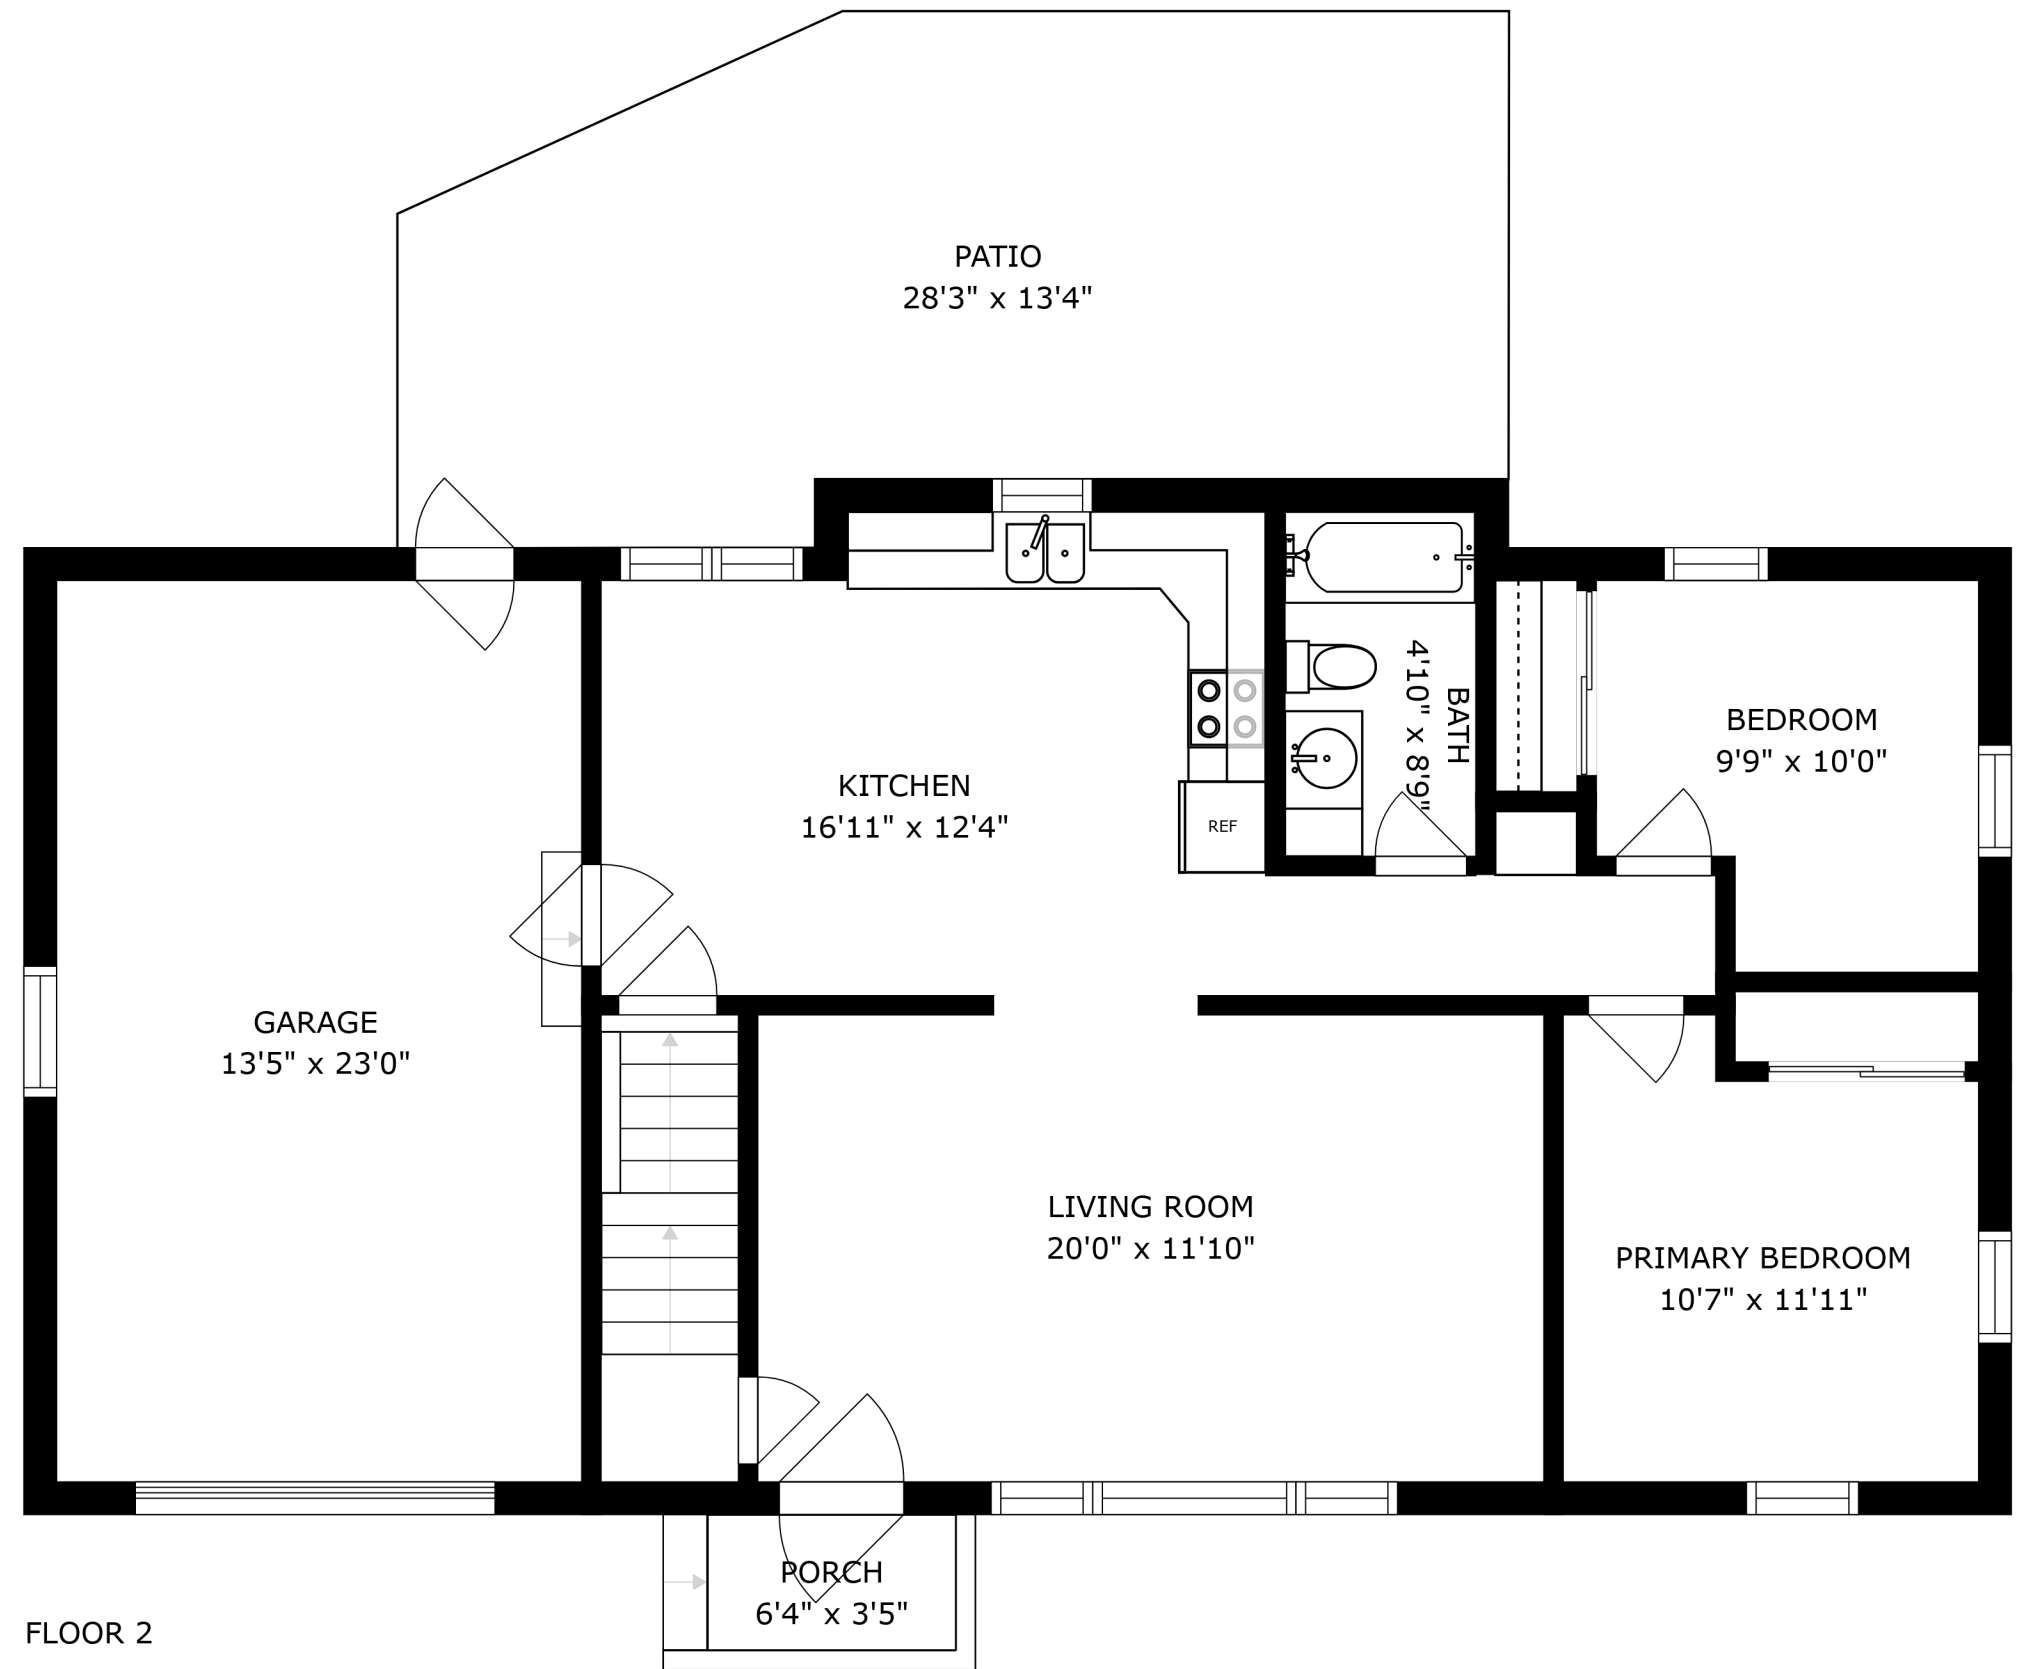 PATIO
28'3" x 13'4"
BATH
4'10" x 8'9"
BEDROOM
9'9" x 10'0"
KITCHEN
16'11" x 12'4"
REF
GARAGE
13'5" x 23'0"
LIVING ROOM
20'0" x 11'10"
PRIMARY BEDROOM
10'7" x 11'11"
PORCH
6'4" x 3'5"
FLOOR 2